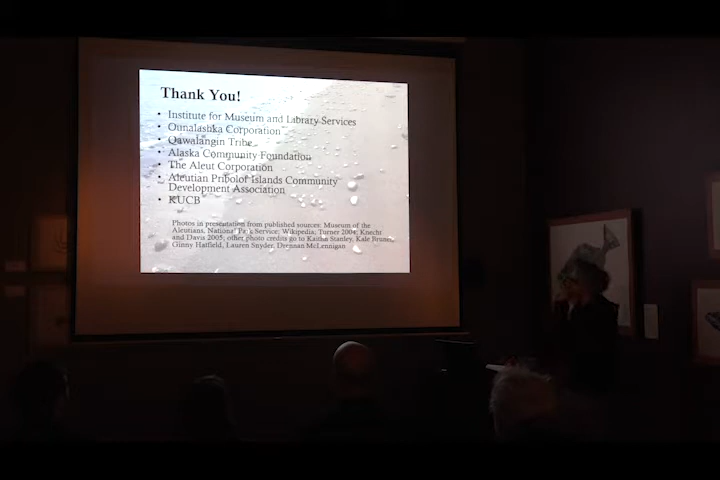 Thank You!
• Institute for Museum and Library Services
• Ounalashka Corporation
• Qawalangin Tribe
• Alaska Community Foundation
• The Aleut Corporation
• Aleutian Pribolof Islands Community
Development Association
• KUCB
Photos in presentation from published sources: Museum of the
Aleutians, National Park Service; Wikipedia; Turner 2004; Knecht
and Davis 2005; other photo credits go to Kaitlin Stanley, Kale Bruner,
Ginny Hatfield, Lauren Snyder, Drennan McLennigan